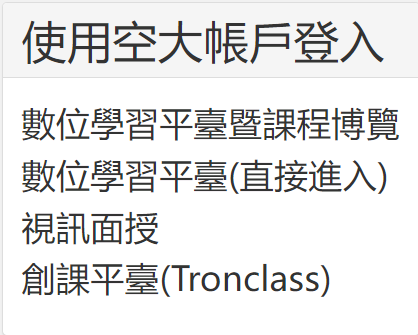 使用空大帳戶登入
數位學習平臺暨課程博覽
數位學習平臺(直接進入)
視訊面授
創課平臺(Tronclass)